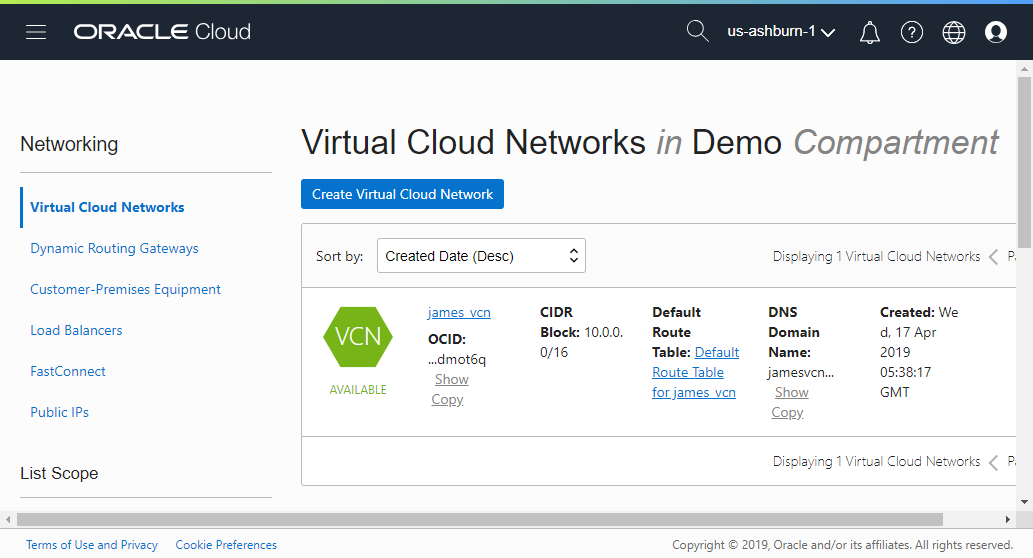 ORACLE Cloud
us-ashburn-1
Networking
Virtual Cloud Networks
Dynamic Routing Gateways
Customer-Premises Equipment
Load Balancers
FastConnect
Public IPs
List Scope
Virtual Cloud Networks in Demo Compartment
Create Virtual Cloud Network
Sort by: Created Date (Desc)
Displaying 1 Virtual Cloud Networks
VCN
AVAILABLE
james_vcn
OCID:
...dmot6q
Show
Copy
CIDR
Block: 10.0.0.
0/16
Default
Route
Table: Default
Route Table
for james_vcn
DNS
Domain
Name:
jamesvcn...
Show
Copy
Created: We
d, 17 Apr
2019
05:38:17
GMT
Displaying 1 Virtual Cloud Networks
Terms of Use and Privacy Cookie Preferences
Copyright © 2019, Oracle and/or its affiliates. All rights reserved.